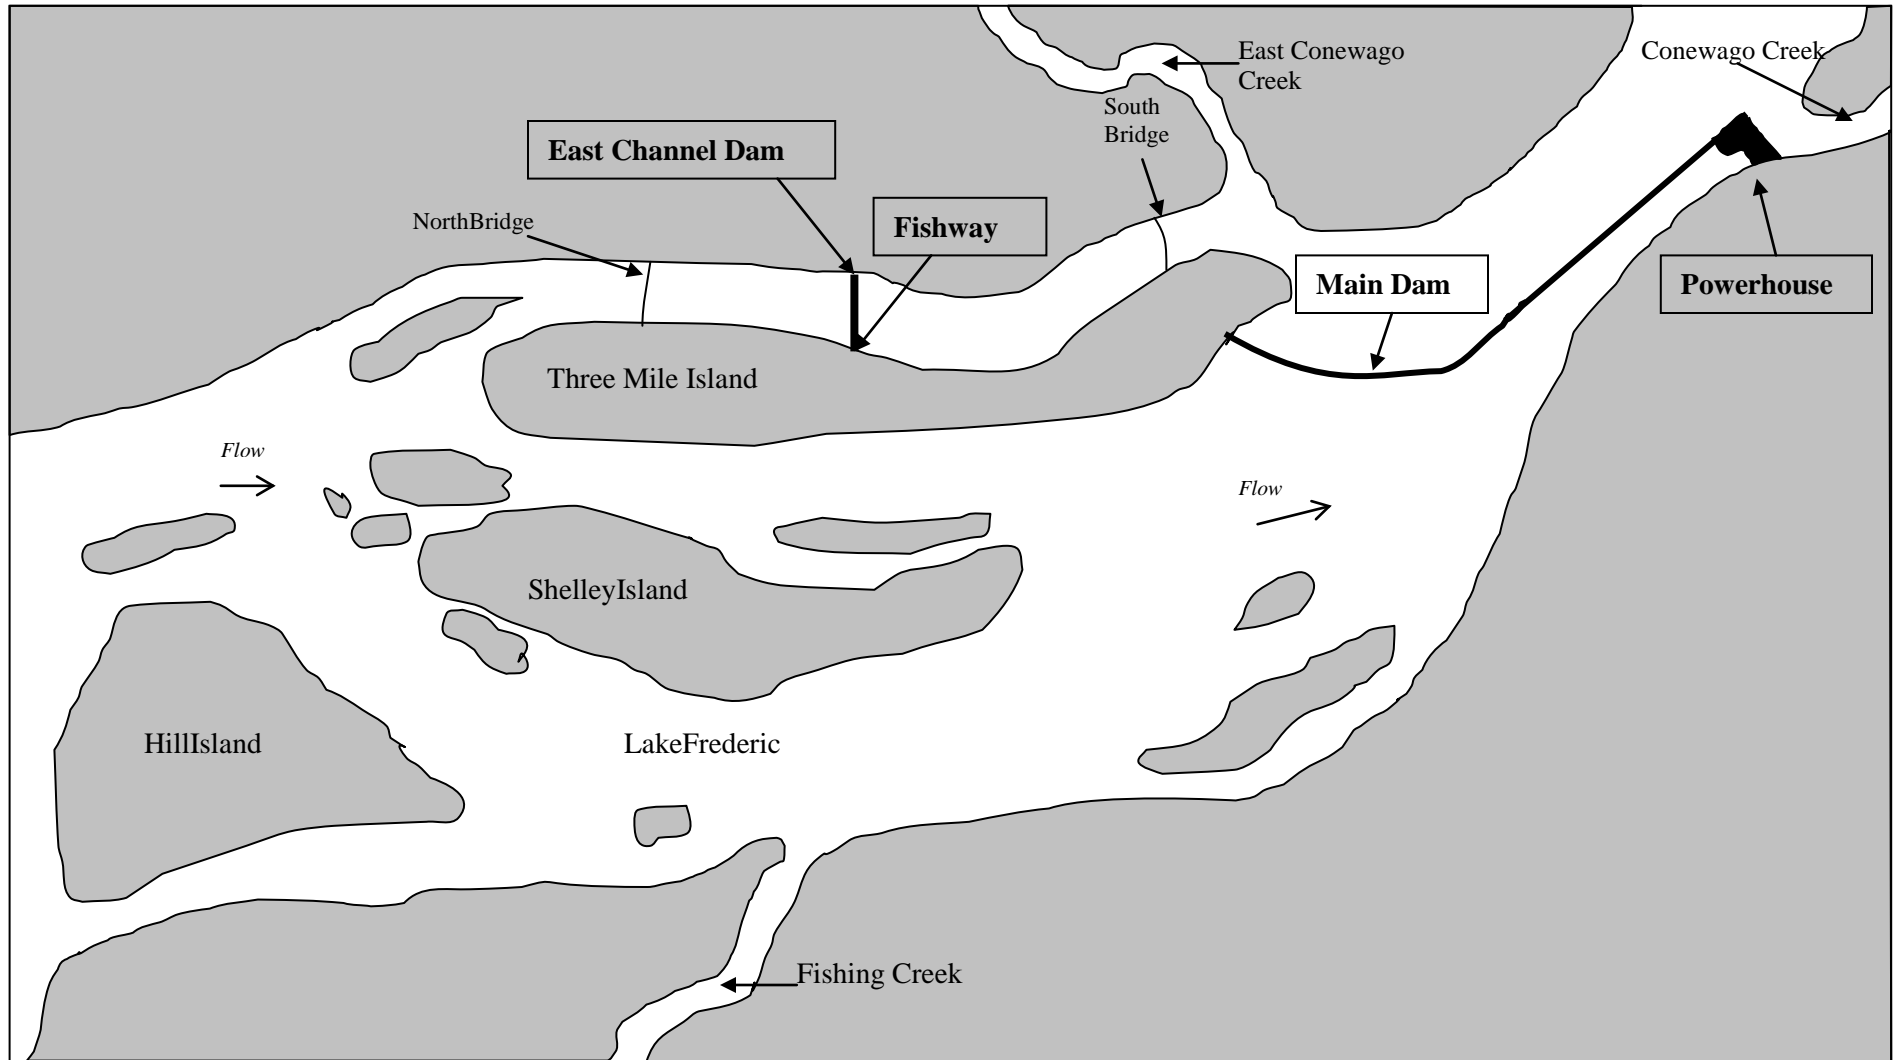 East Conewago
Creek
Conewago Creek
South
Bridge
East Channel Dam
Fishway
NorthBridge
Main Dam
Powerhouse
Three Mile Island
Flow
Flow
ShelleyIsland
HillIsland
LakeFrederic
Fishing Creek